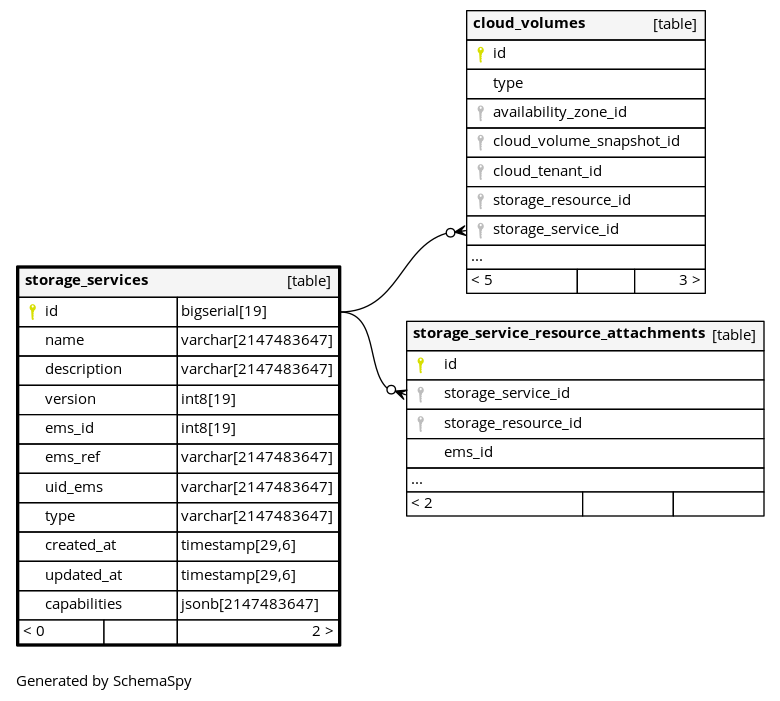 cloud_volumes [table]
id
type
availability_zone_id
cloud_volume_snapshot_id
cloud_tenant_id
storage_resource_id
storage_service_id
...
< 5 3 >
storage_services [table]
id bigserial[19]
name varchar[2147483647]
description varchar[2147483647]
version int8[19]
ems_id int8[19]
ems_ref varchar[2147483647]
uid_ems varchar[2147483647]
type varchar[2147483647]
created_at timestamp[29,6]
updated_at timestamp[29,6]
capabilities jsonb[2147483647]
< 0 2 >
storage_service_resource_attachments [table]
id
storage_service_id
storage_resource_id
ems_id
...
< 2
Generated by SchemaSpy